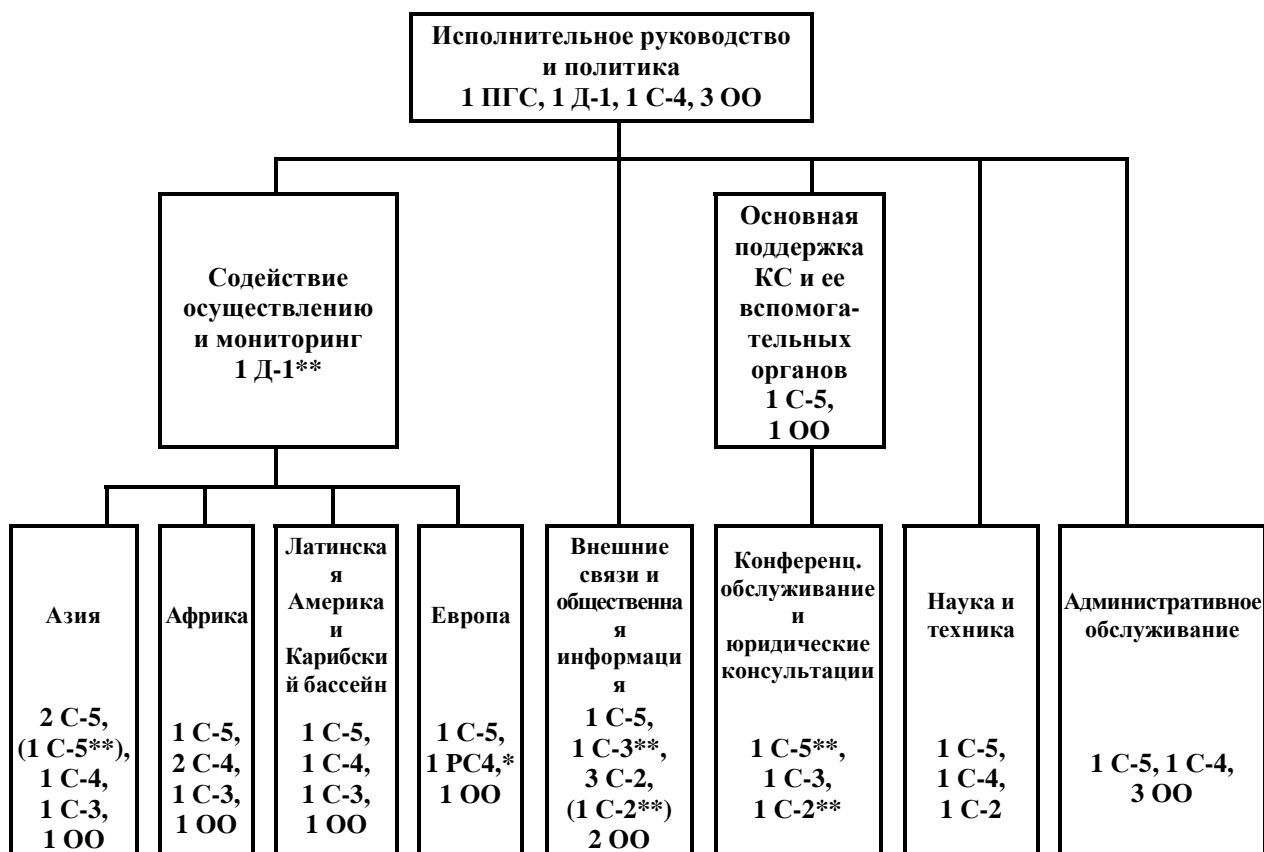 Исполнительное руководство
и политика
1 ПГС, 1 Д-1, 1 С-4, 3 ОО
Содействие
осуществлению
и мониторинг
1 Д-1**
Основная
поддержка
КС и ее
вспомога-
тельных
органов
1 С-5,
1 ОО
Азия
2 С-5,
(1 С-5**),
1 С-4,
1 С-3,
1 ОО
Африка
1 С-5,
2 С-4,
1 С-3,
1 ОО
Латинска
я
Америка
и
Карибски
й бассейн
1 С-5,
1 С-4,
1 С-3,
1 ОО
Европа
1 С-5,
1 РС4,*
1 ОО
Внешние
связи и
общественна
я
информаци
я
1 С-5,
1 С-3**,
3 С-2,
(1 С-2**)
2 ОО
Конференц.
обслуживание
и
юридические
консультации
1 С-5**,
1 С-3,
1 С-2**
Наука и
техника
1 С-5,
1 С-4,
1 С-2
Административное
обслуживание
1 С-5, 1 С-4,
3 ОО